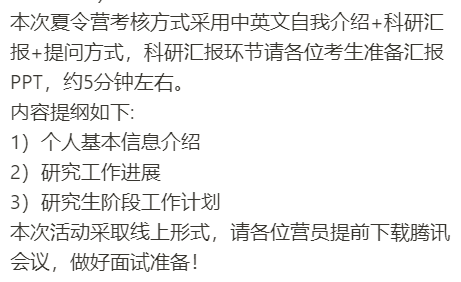 本次夏令营考核方式采用中英文自我介绍+科研汇
报+提问方式，科研汇报环节请各位考生准备汇报
PPT，约5分钟左右。
内容提纲如下:
1）个人基本信息介绍
2）研究工作进展
3）研究生阶段工作计划
本次活动采取线上形式，请各位营员提前下载腾讯
会议，做好面试准备！